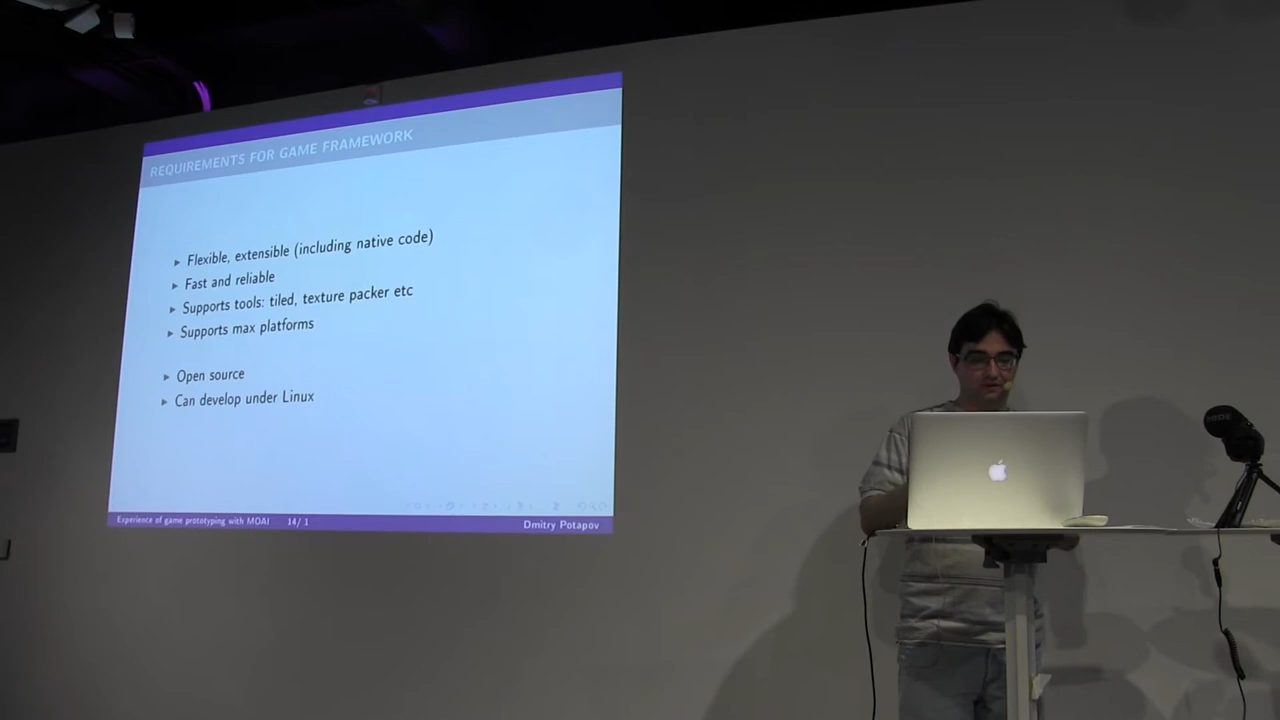 REQUIREMENTS FOR GAME FRAMEWORK
Flexible, extensible (including native code)
Fast and reliable
Supports tools: tiled, texture packer etc
Supports max platforms
Open source
Can develop under Linux
Experience of game prototyping with MOAI 14/ 1 Dmitry Potapov
RODE